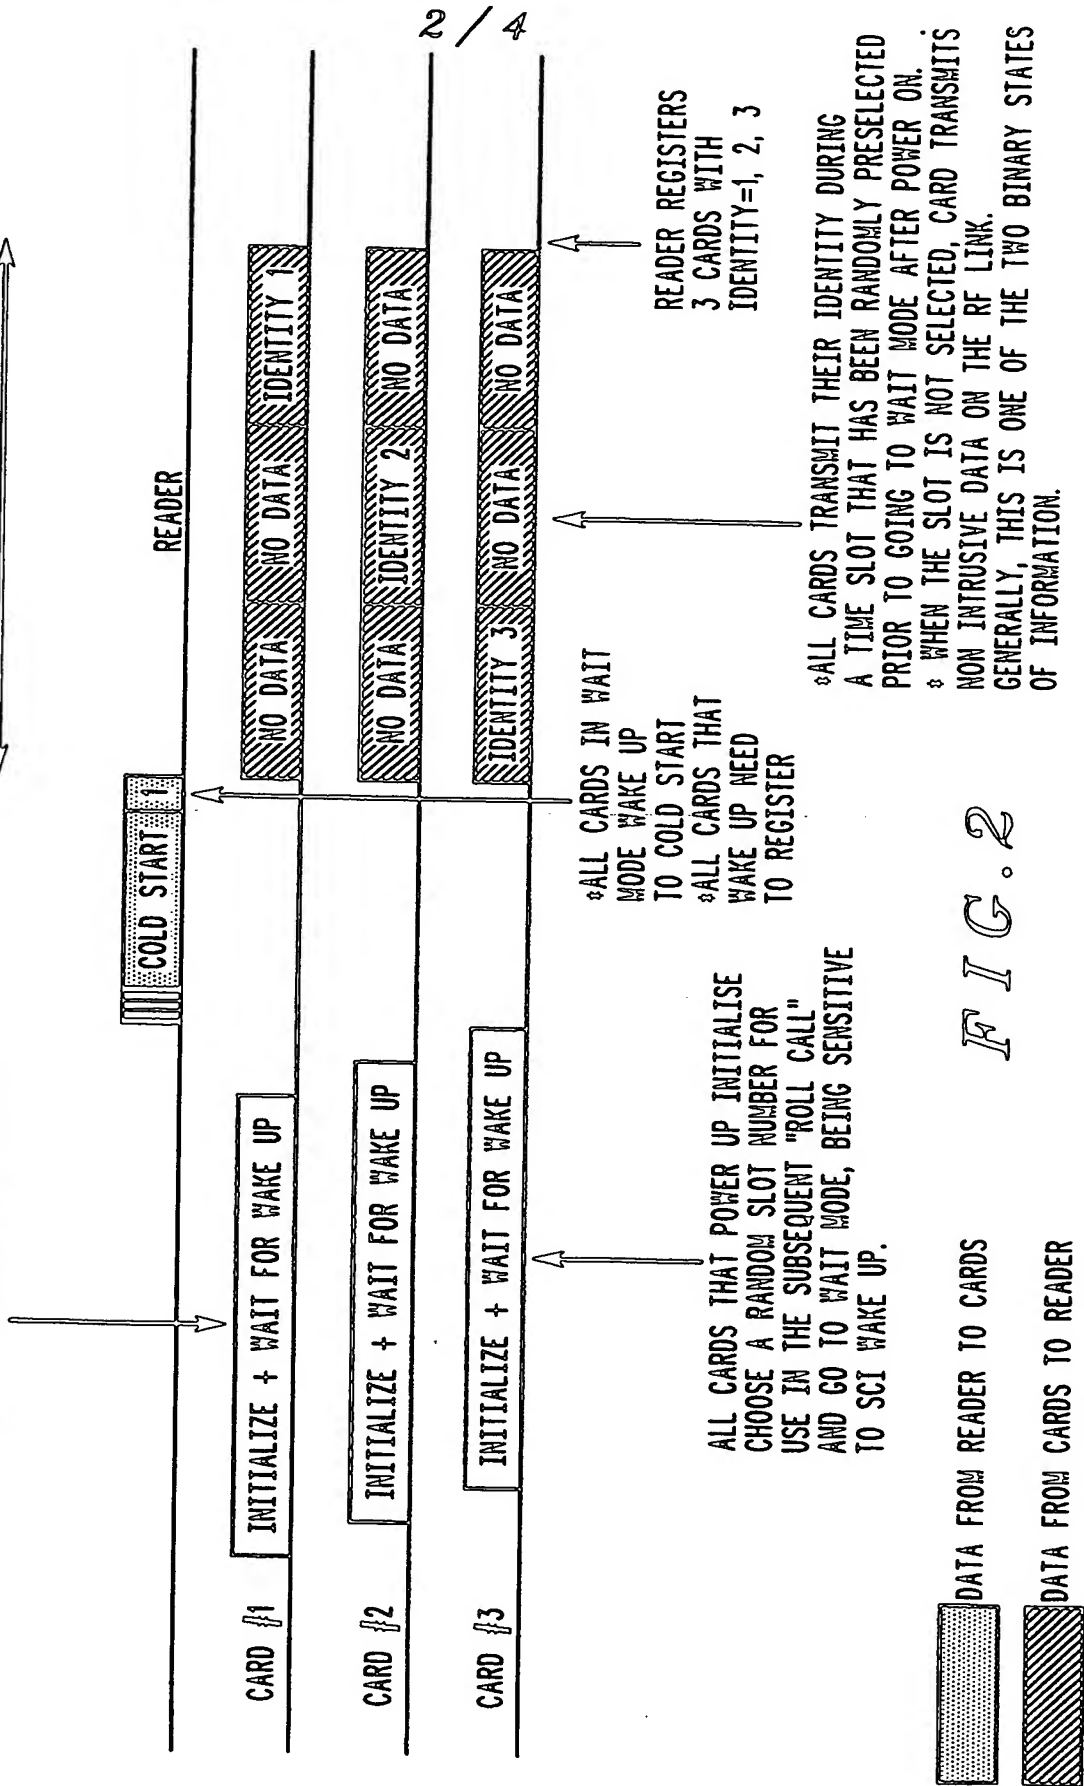 2/4
READER
COLD START 1
CARD #1
INITIALIZE + WAIT FOR WAKE UP
NO DATA NO DATA IDENTITY 1
CARD #2
INITIALIZE + WAIT FOR WAKE UP
NO DATA IDENTITY 2 NO DATA
CARD #3
INITIALIZE + WAIT FOR WAKE UP
IDENTITY 3 NO DATA NO DATA
ALL CARDS THAT POWER UP INITIALISE
CHOOSE A RANDOM SLOT NUMBER FOR
USE IN THE SUBSEQUENT "ROLL CALL"
AND GO TO WAIT MODE, BEING SENSITIVE
TO SCI WAKE UP.
*ALL CARDS IN WAIT
MODE WAKE UP
TO COLD START
*ALL CARDS THAT
WAKE UP NEED
TO REGISTER
READER REGISTERS
3 CARDS WITH
IDENTITY=1, 2, 3
*ALL CARDS TRANSMIT THEIR IDENTITY DURING
A TIME SLOT THAT HAS BEEN RANDOMLY PRESELECTED
PRIOR TO GOING TO WAIT MODE AFTER POWER ON.
* WHEN THE SLOT IS NOT SELECTED, CARD TRANSMITS
NON INTRUSIVE DATA ON THE RF LINK.
GENERALLY, THIS IS ONE OF THE TWO BINARY STATES
OF INFORMATION.
DATA FROM READER TO CARDS
DATA FROM CARDS TO READER
FIG.2